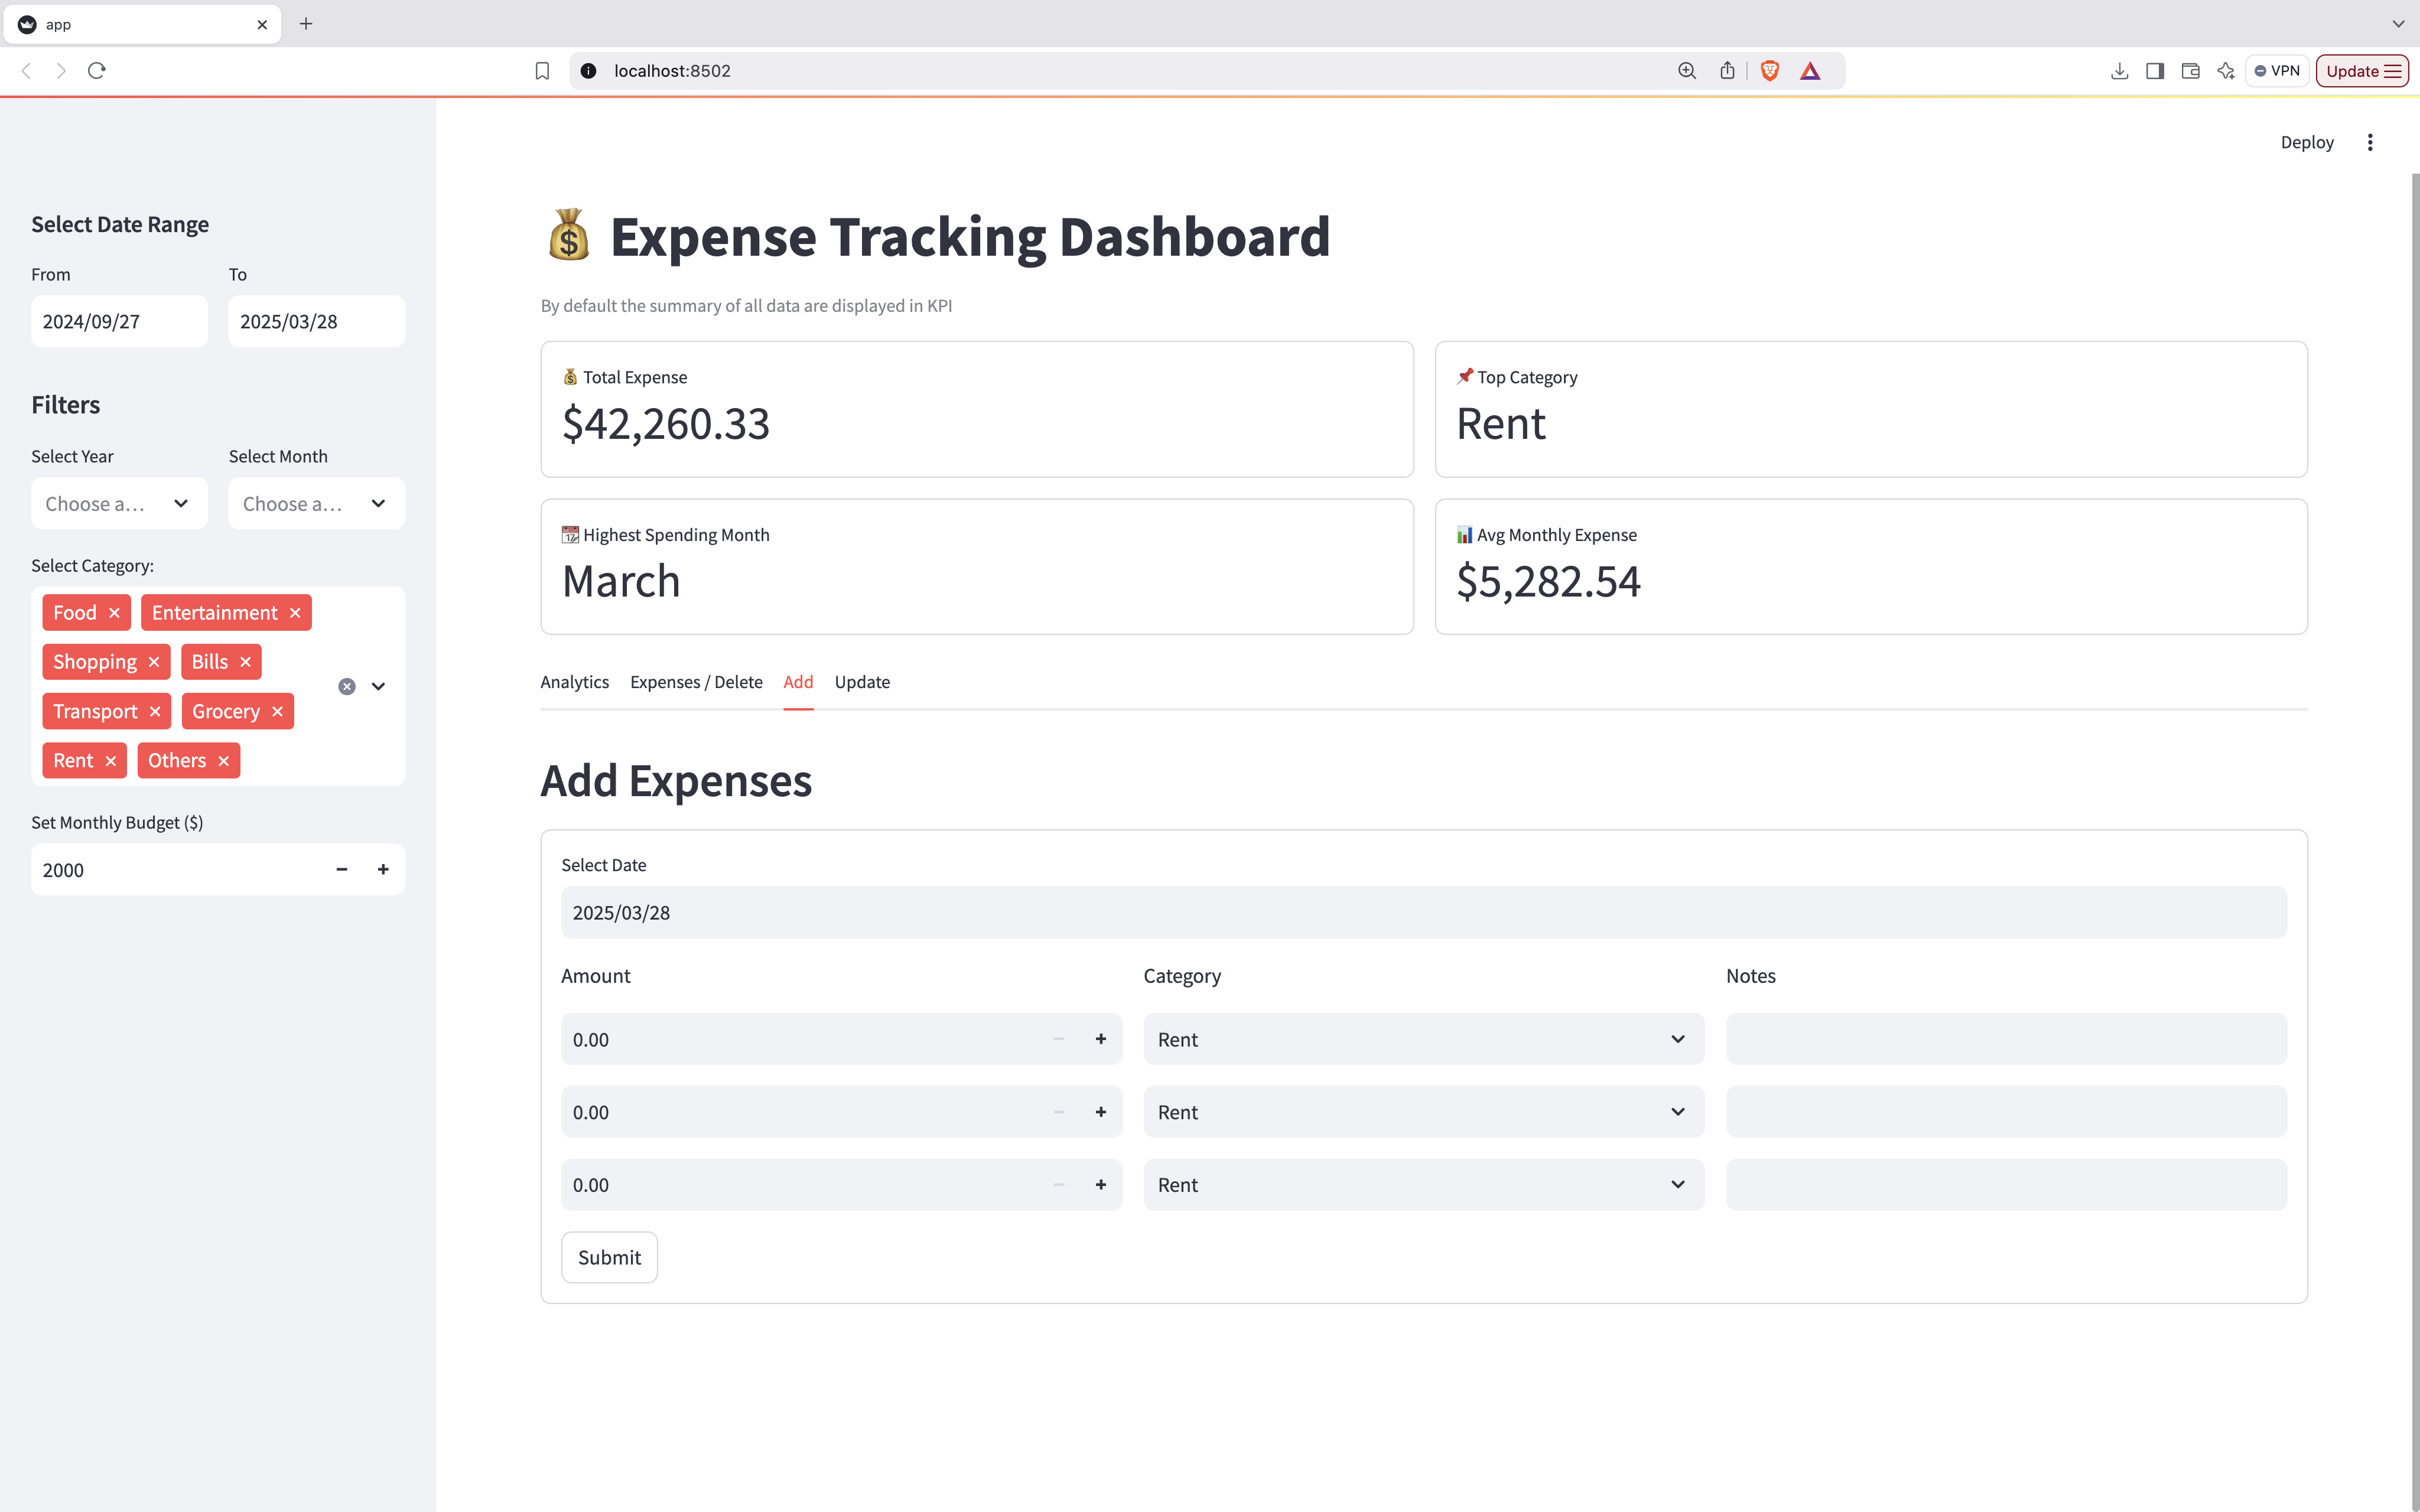 app
localhost:8502
VPN
Update
Deploy
Select Date Range
From
To
2024/09/27
2025/03/28
Filters
Select Year
Select Month
Choose a...
Choose a...
Select Category:
Food
Entertainment
Shopping
Bills
Transport
Grocery
Rent
Others
Set Monthly Budget ($)
2000
Expense Tracking Dashboard
By default the summary of all data are displayed in KPI
Total Expense
$42,260.33
Top Category
Rent
Highest Spending Month
March
Avg Monthly Expense
$5,282.54
Analytics
Expenses / Delete
Add
Update
Add Expenses
Select Date
2025/03/28
Amount
Category
Notes
0.00
Rent
0.00
Rent
0.00
Rent
Submit